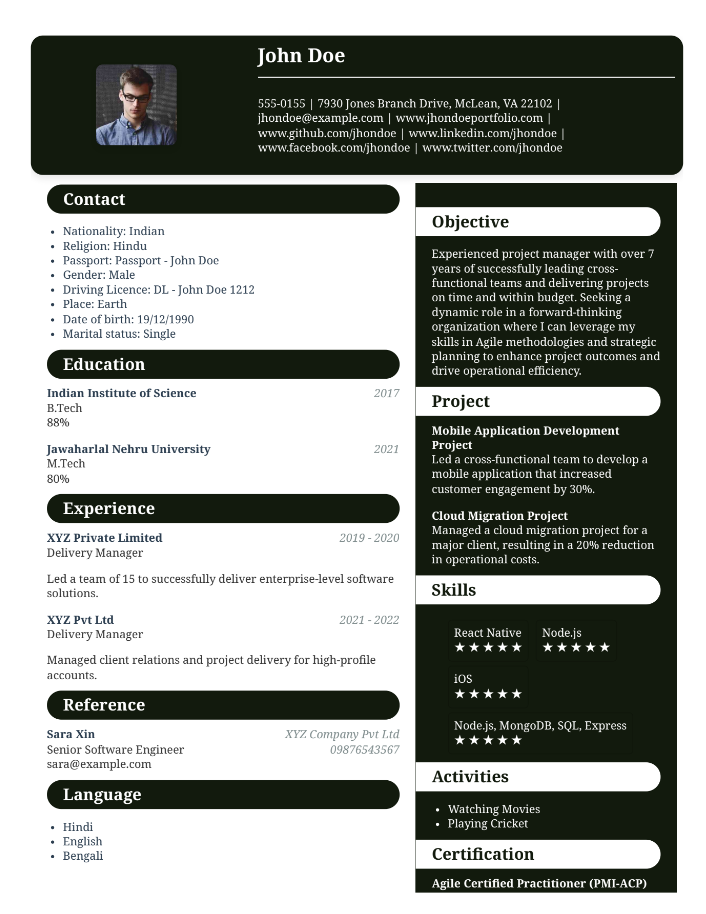 John Doe
555-0155 | 7930 Jones Branch Drive, McLean, VA 22102 |
jhondoe@example.com | www.jhondoeportfolio.com |
www.github.com/jhondoe | www.linkedin.com/jhondoe |
www.facebook.com/jhondoe | www.twitter.com/jhondoe
Contact
• Nationality: Indian
• Religion: Hindu
• Passport: Passport - John Doe
• Gender: Male
• Driving Licence: DL - John Doe 1212
• Place: Earth
• Date of birth: 19/12/1990
• Marital status: Single
Education
Indian Institute of Science 2017
B.Tech
88%
Jawaharlal Nehru University 2021
M.Tech
80%
Experience
XYZ Private Limited 2019 - 2020
Delivery Manager
Led a team of 15 to successfully deliver enterprise-level software
solutions.
XYZ Pvt Ltd 2021 - 2022
Delivery Manager
Managed client relations and project delivery for high-profile
accounts.
Reference
Sara Xin XYZ Company Pvt Ltd
Senior Software Engineer 09876543567
sara@example.com
Language
• Hindi
• English
• Bengali
Objective
Experienced project manager with over 7
years of successfully leading cross-
functional teams and delivering projects
on time and within budget. Seeking a
dynamic role in a forward-thinking
organization where I can leverage my
skills in Agile methodologies and strategic
planning to enhance project outcomes and
drive operational efficiency.
Project
Mobile Application Development
Project
Led a cross-functional team to develop a
mobile application that increased
customer engagement by 30%.
Cloud Migration Project
Managed a cloud migration project for a
major client, resulting in a 20% reduction
in operational costs.
Skills
React Native Node.js
★★★★★ ★★★★★
iOS
★★★★★
Node.js, MongoDB, SQL, Express
★★★★★
Activities
• Watching Movies
• Playing Cricket
Certification
Agile Certified Practitioner (PMI-ACP)